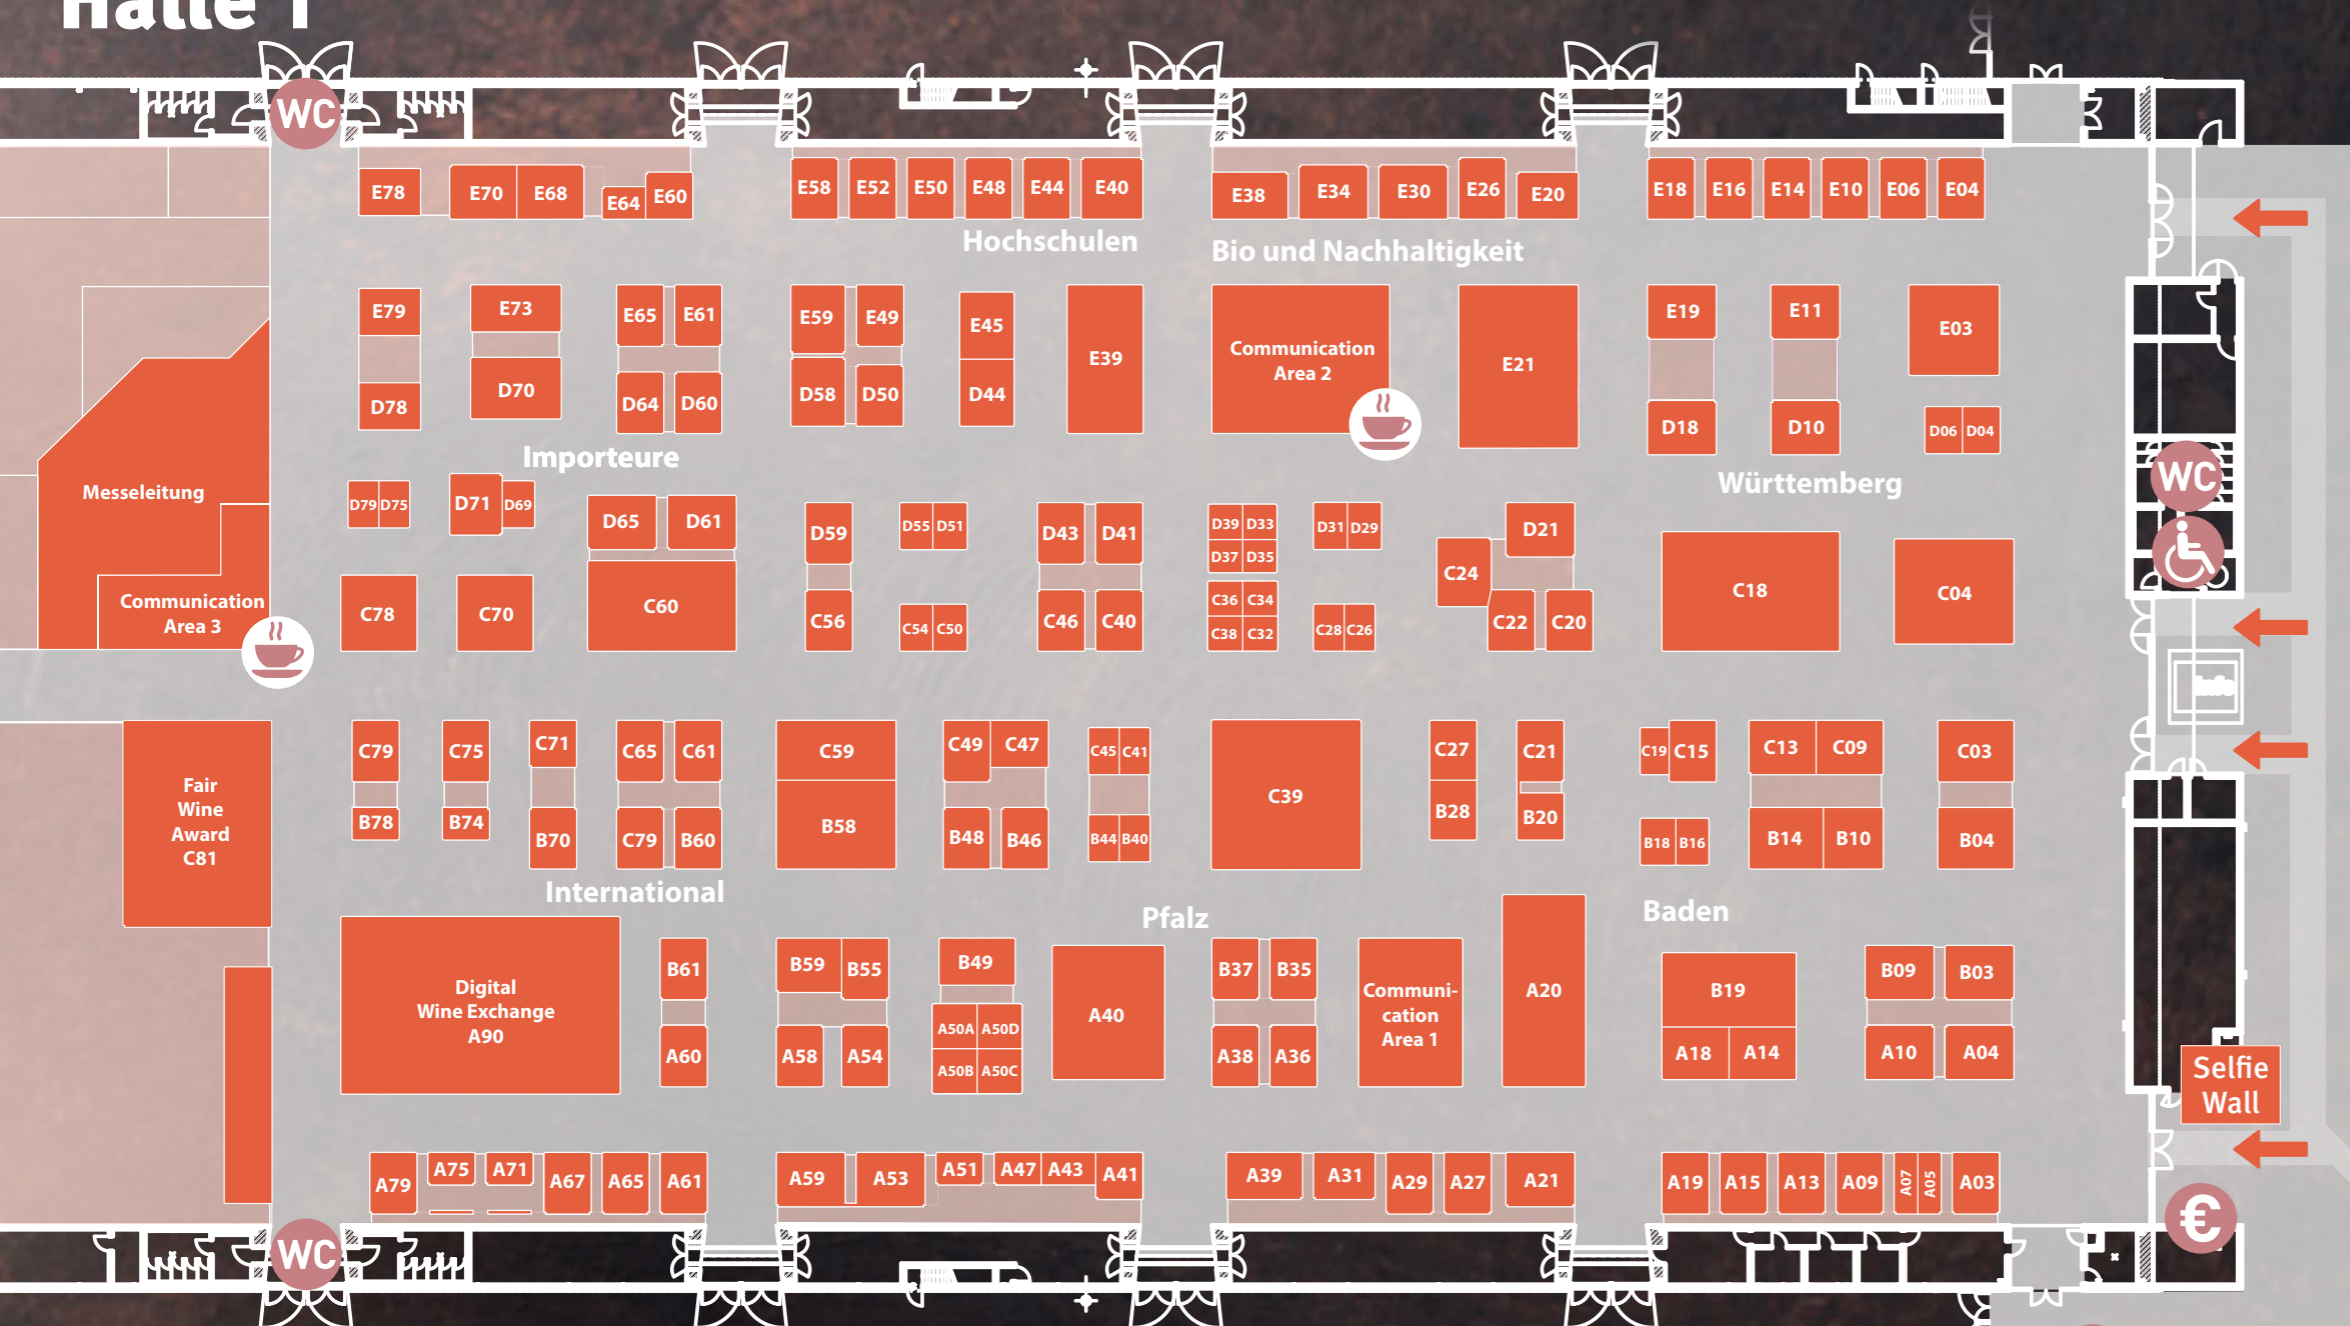 Halle 1
WC
E78
E70
E68
E64
E60
E58
E52
E50
E48
E44
E40
E38
E34
E30
E26
E20
E18
E16
E14
E10
E06
E04
Hochschulen
Bio und Nachhaltigkeit
E79
E73
E65
E61
E59
E49
E45
E39
Communication
Area 2
E21
E19
E11
E03
D78
D70
D64
D60
D58
D50
D44
D18
D10
D06
D04
Importeure
Württemberg
WC
Messeleitung
Communication
Area 3
D79
D75
D71
D69
D65
D61
D59
D55
D51
D43
D41
D39
D33
D37
D35
D31
D29
D21
C24
C78
C70
C60
C56
C54
C50
C46
C40
C36
C34
C38
C32
C28
C26
C22
C20
C18
C04
Info
Fair
Wine
Award
C81
C79
C75
C71
C65
C61
C59
C49
C47
C45
C41
C39
C27
C21
C19
C15
C13
C09
C03
B78
B74
B70
C79
B60
B58
B48
B46
B44
B40
B28
B20
B18
B16
B14
B10
B04
International
Pfalz
Baden
Digital
Wine Exchange
A90
B61
B59
B55
B49
A40
B37
B35
Communi-
cation
Area 1
A20
B19
B09
B03
A60
A58
A54
A50A
A50D
A50B
A50C
A38
A36
A18
A14
A10
A04
Selfie
Wall
A79
A75
A71
A67
A65
A61
A59
A53
A51
A47
A43
A41
A39
A31
A29
A27
A21
A19
A15
A13
A09
A07
A05
A03
€
WC